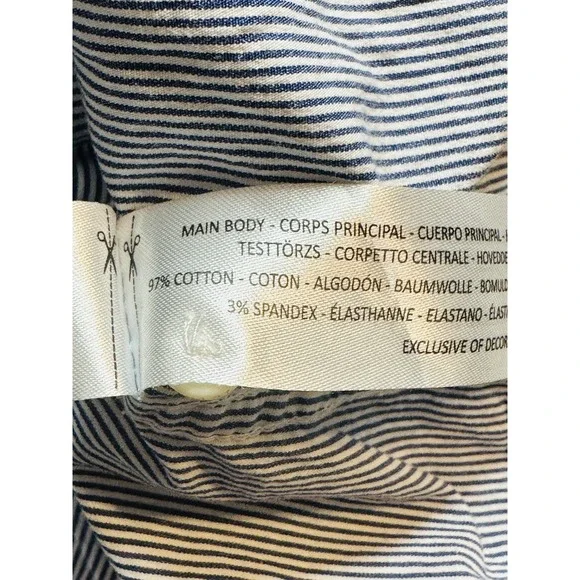 MAIN BODY - CORPS PRINCIPAL - CUERPO PRINCIPAL -
TESTTÖRZS - CORPETTO CENTRALE - HOVEDDE
97% COTTON - COTON - ALGODÓN - BAUMWOLLE - BOMULD
3% SPANDEX - ÉLASTHANNE - ELASTANO - ÉLAST
EXCLUSIVE OF DECOR